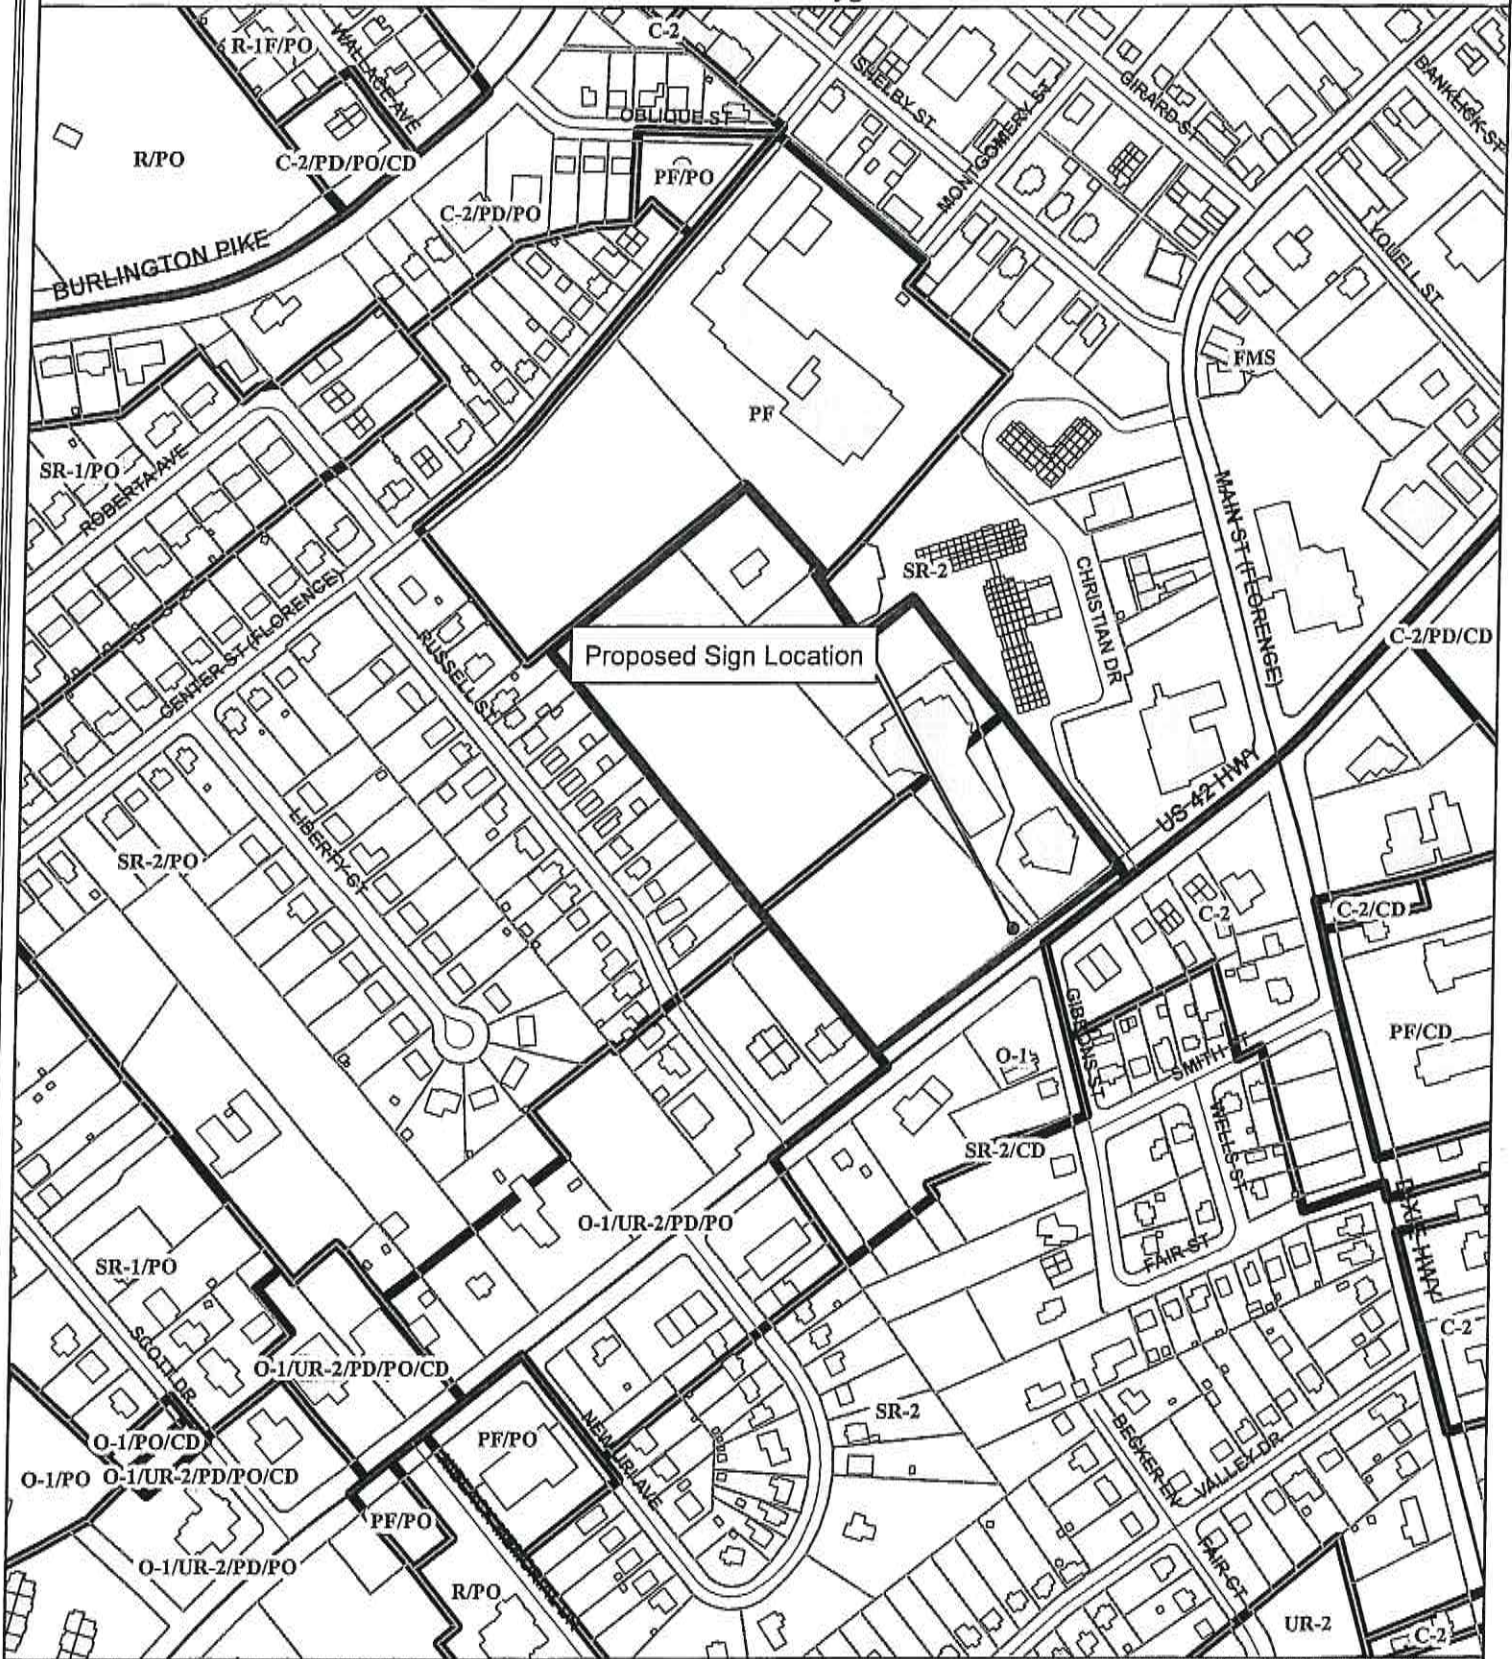 C-2
R-1F/PO
WALLACE AVE
SHELBY ST
GIRARD ST
BANKLICK ST
OBLIQUE ST
MONTGOMERY ST
R/PO
C-2/PD/PO/CD
PF/PO
C-2/PD/PO
YOUELL ST
BURLINGTON PIKE
FMS
PF
SR-1/PO
ROBERTA AVE
MAIN ST (FLORENCE)
SR-2
CHRISTIAN DR
CENTER ST (FLORENCE)
RUSSELL ST
C-2/PD/CD
Proposed Sign Location
US 42 HWY
SR-2/PO
LIBERTY CT
C-2
C-2/CD
GIBBONS ST
PF/CD
O-1
SMITH ST
WELLS ST
SR-2/CD
O-1/UR-2/PD/PO
FAIR ST
DIXIE HWY
SR-1/PO
SCOTT DR
C-2
O-1/UR-2/PD/PO/CD
SR-2
BECKER LN
VALLEY DR
PF/PO
O-1/PO/CD
O-1/PO
O-1/UR-2/PD/PO/CD
PF/PO
O-1/UR-2/PD/PO
FAIR CT
R/PO
UR-2
C-2